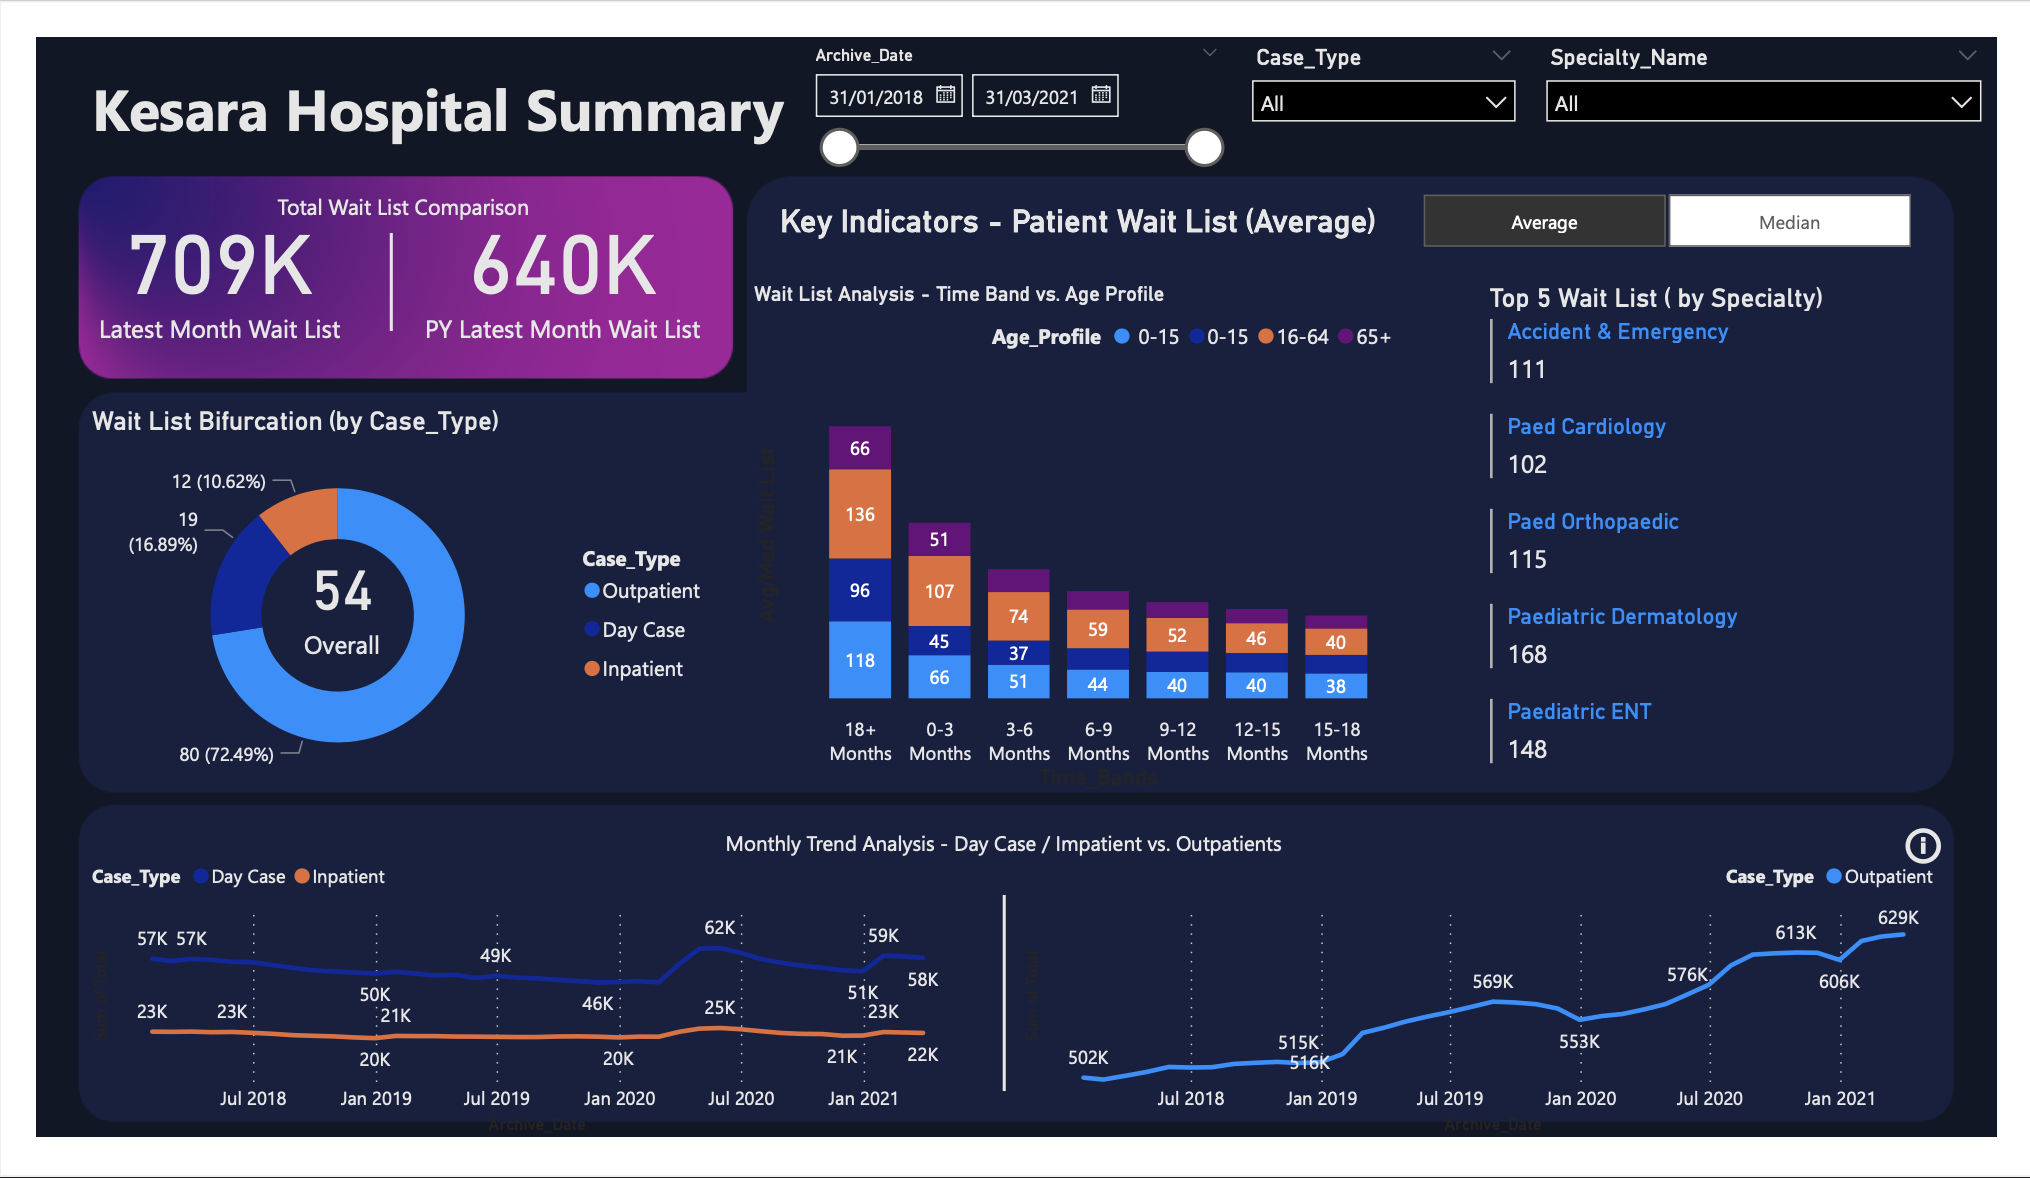 Kesara Hospital Summary
Archive_Date
31/01/2018
31/03/2021
Case_Type
All
Specialty_Name
All
Total Wait List Comparison
709K
Latest Month Wait List
640K
PY Latest Month Wait List
Key Indicators - Patient Wait List (Average)
Average
Median
Wait List Bifurcation (by Case_Type)
12 (10.62%)
19
(16.89%)
80 (72.49%)
54
Overall
Case_Type
Outpatient
Day Case
Inpatient
Wait List Analysis - Time Band vs. Age Profile
Age_Profile 0-15 0-15 16-64 65+
Avg/Med Wait List
66
136
96
118
51
107
45
66
74
37
51
59
44
52
40
46
40
40
38
18+
Months
0-3
Months
3-6
Months
6-9
Months
9-12
Months
12-15
Months
15-18
Months
Time_Bands
Top 5 Wait List ( by Specialty)
Accident & Emergency
111
Paed Cardiology
102
Paed Orthopaedic
115
Paediatric Dermatology
168
Paediatric ENT
148
Monthly Trend Analysis - Day Case / Impatient vs. Outpatients
Case_Type Day Case Inpatient
57K 57K 49K 62K 59K
50K 46K 51K 58K
23K 23K 21K 25K 23K
20K 20K 21K 22K
Jul 2018 Jan 2019 Jul 2019 Jan 2020 Jul 2020 Jan 2021
Archive_Date
Case_Type Outpatient
502K 515K 516K 569K 553K 576K 613K 606K 629K
Jul 2018 Jan 2019 Jul 2019 Jan 2020 Jul 2020 Jan 2021
Archive_Date